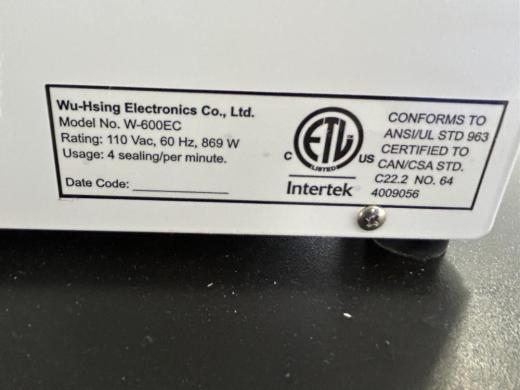 Wu-Hsing Electronics Co., Ltd.
Model No. W-600EC
Rating: 110 Vac, 60 Hz, 869 W
Usage: 4 sealing/per minute.
Date Code:
C
ETL
LISTED
US
Intertek
CONFORMS TO
ANSI/UL STD 963
CERTIFIED TO
CAN/CSA STD.
C22.2 NO. 64
4009056